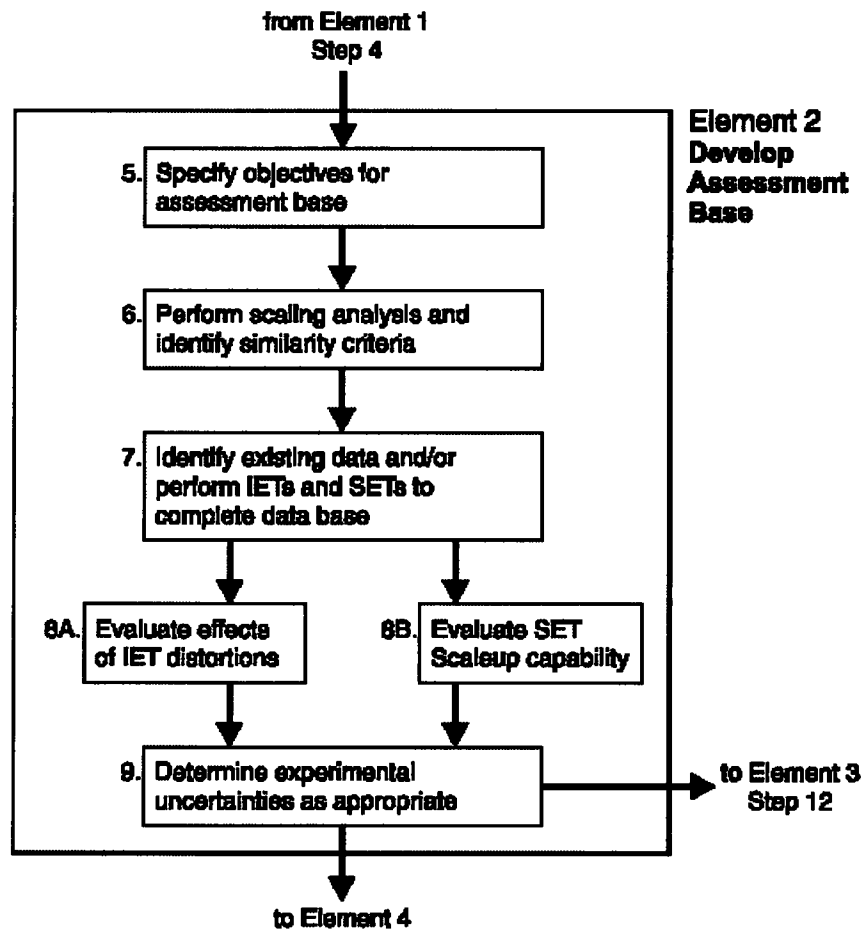 from Element 1
Step 4
Element 2
Develop
Assessment
Base
5. Specify objectives for
assessment base
6. Perform scaling analysis and
identify similarity criteria
7. Identify existing data and/or
perform IETs and SETs to
complete data base
8A. Evaluate effects
of IET distortions
8B. Evaluate SET
Scaleup capability
9. Determine experimental
uncertainties as appropriate
to Element 3
Step 12
to Element 4